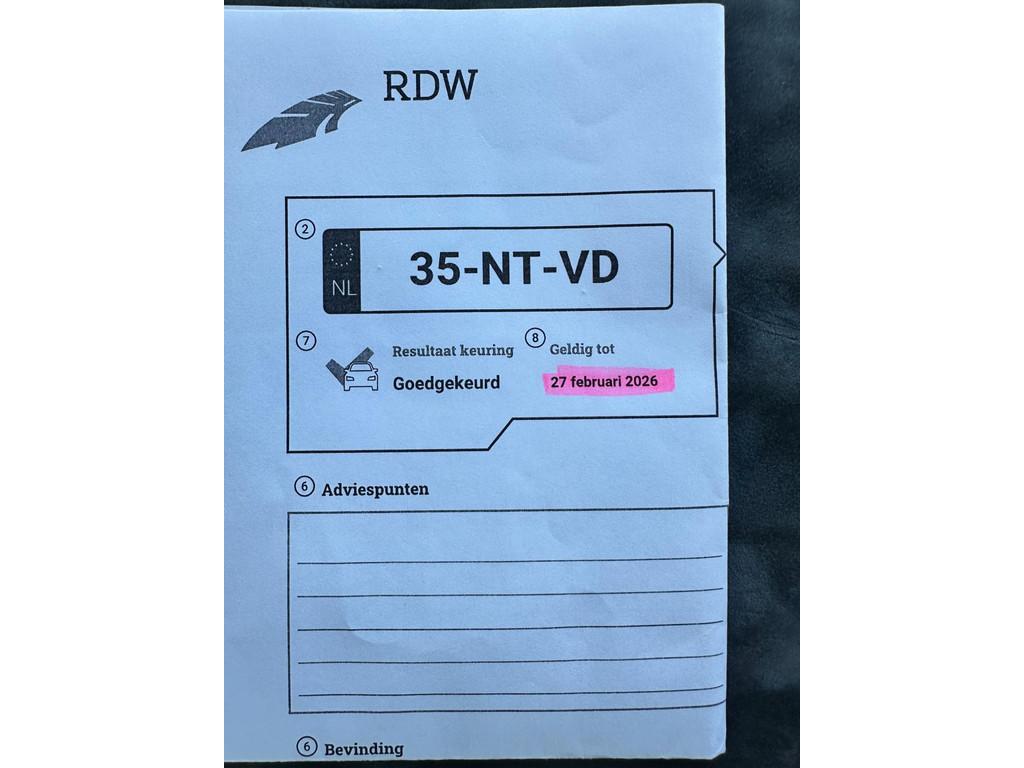 RDW
2
NL 35-NT-VD
7 Resultaat keuring 8 Geldig tot
Goedgekeurd 27 februari 2026
6 Adviespunten
6 Bevinding